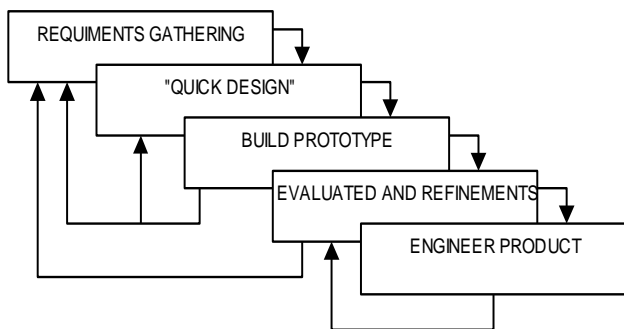 REQUIMENTS GATHERING
"QUICK DESIGN"
BUILD PROTOTYPE
EVALUATED AND REFINEMENTS
ENGINEER PRODUCT